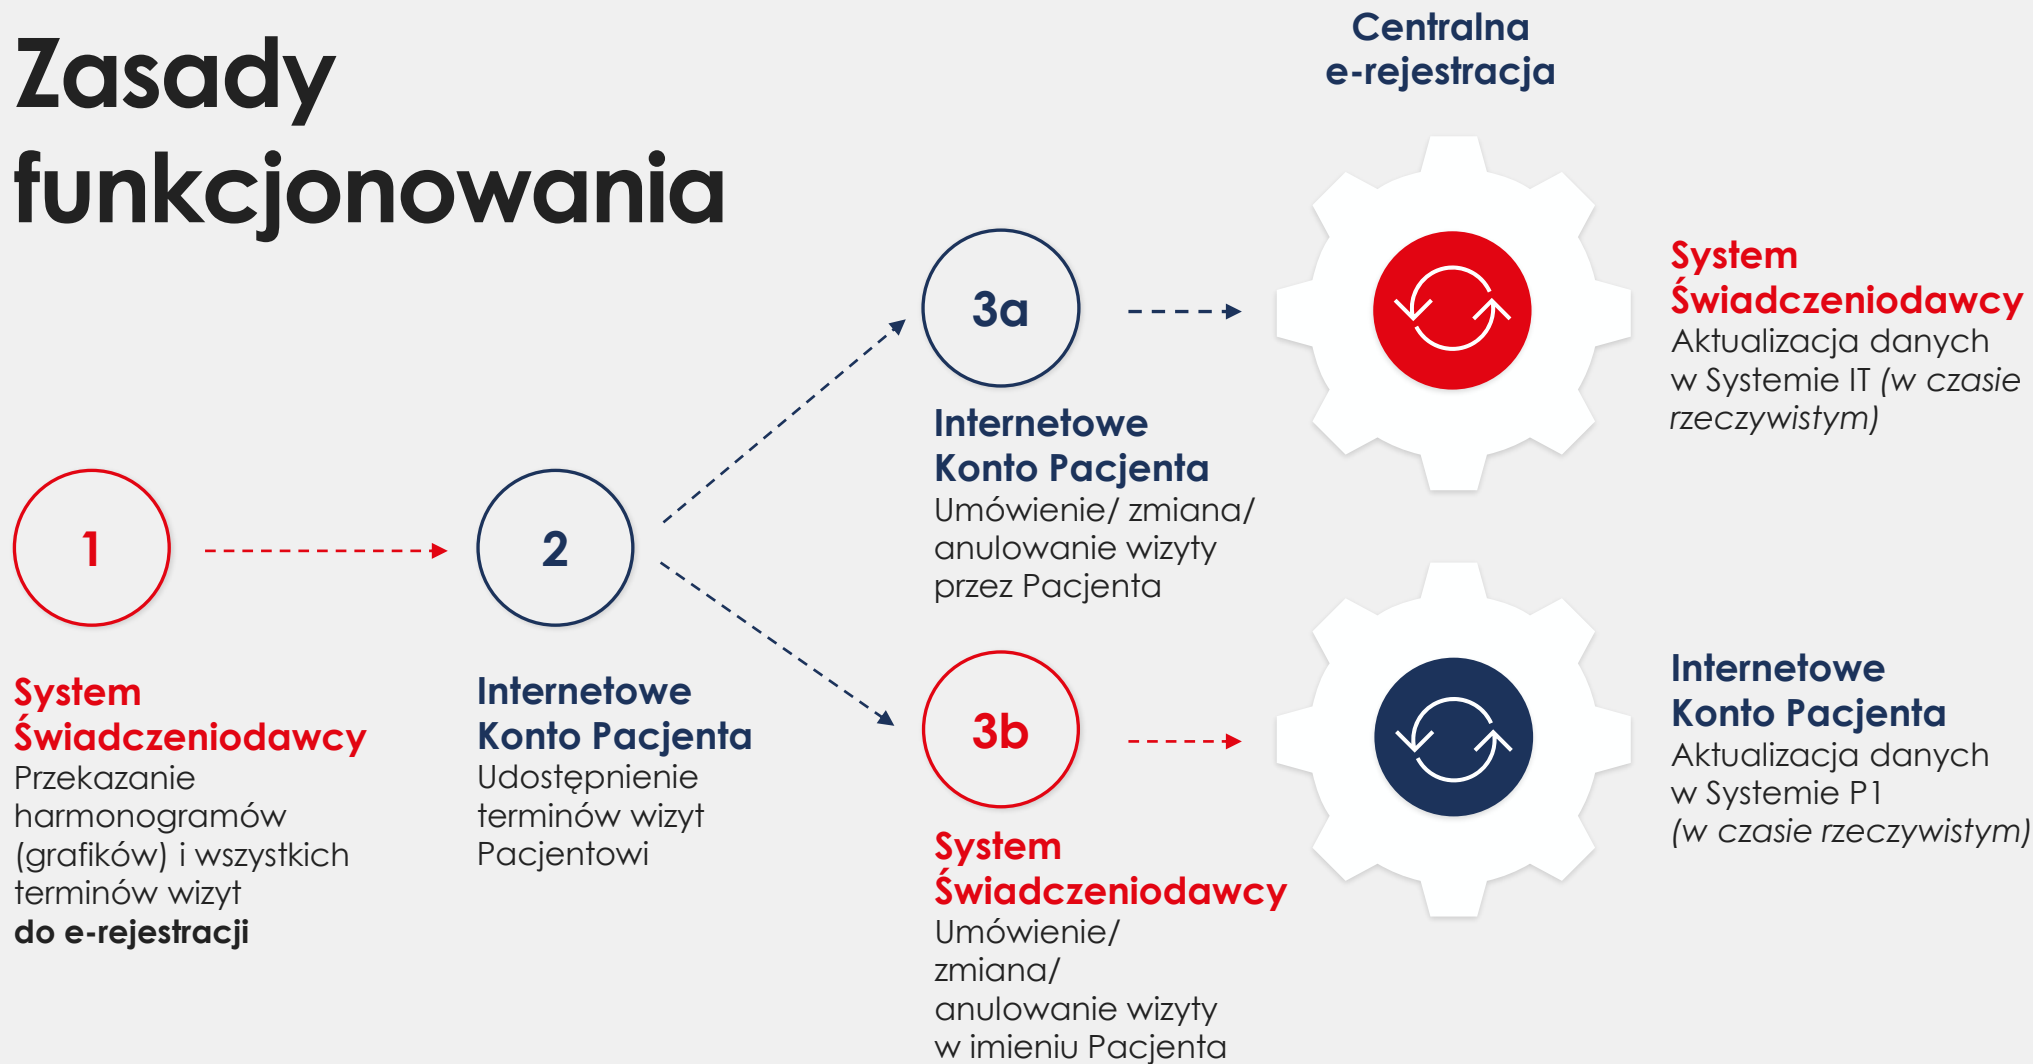 Zasady
funkcjonowania
Centralna
e-rejestracja
1
System
Świadczeniodawcy
Przekazanie
harmonogramów
(grafików) i wszystkich
terminów wizyt
do e-rejestracji
2
Internetowe
Konto Pacjenta
Udostępnienie
terminów wizyt
Pacjentowi
3a
Internetowe
Konto Pacjenta
Umówienie/ zmiana/
anulowanie wizyty
przez Pacjenta
System
Świadczeniodawcy
Aktualizacja danych
w Systemie IT (w czasie
rzeczywistym)
3b
System
Świadczeniodawcy
Umówienie/
zmiana/
anulowanie wizyty
w imieniu Pacjenta
Internetowe
Konto Pacjenta
Aktualizacja danych
w Systemie P1
(w czasie rzeczywistym)